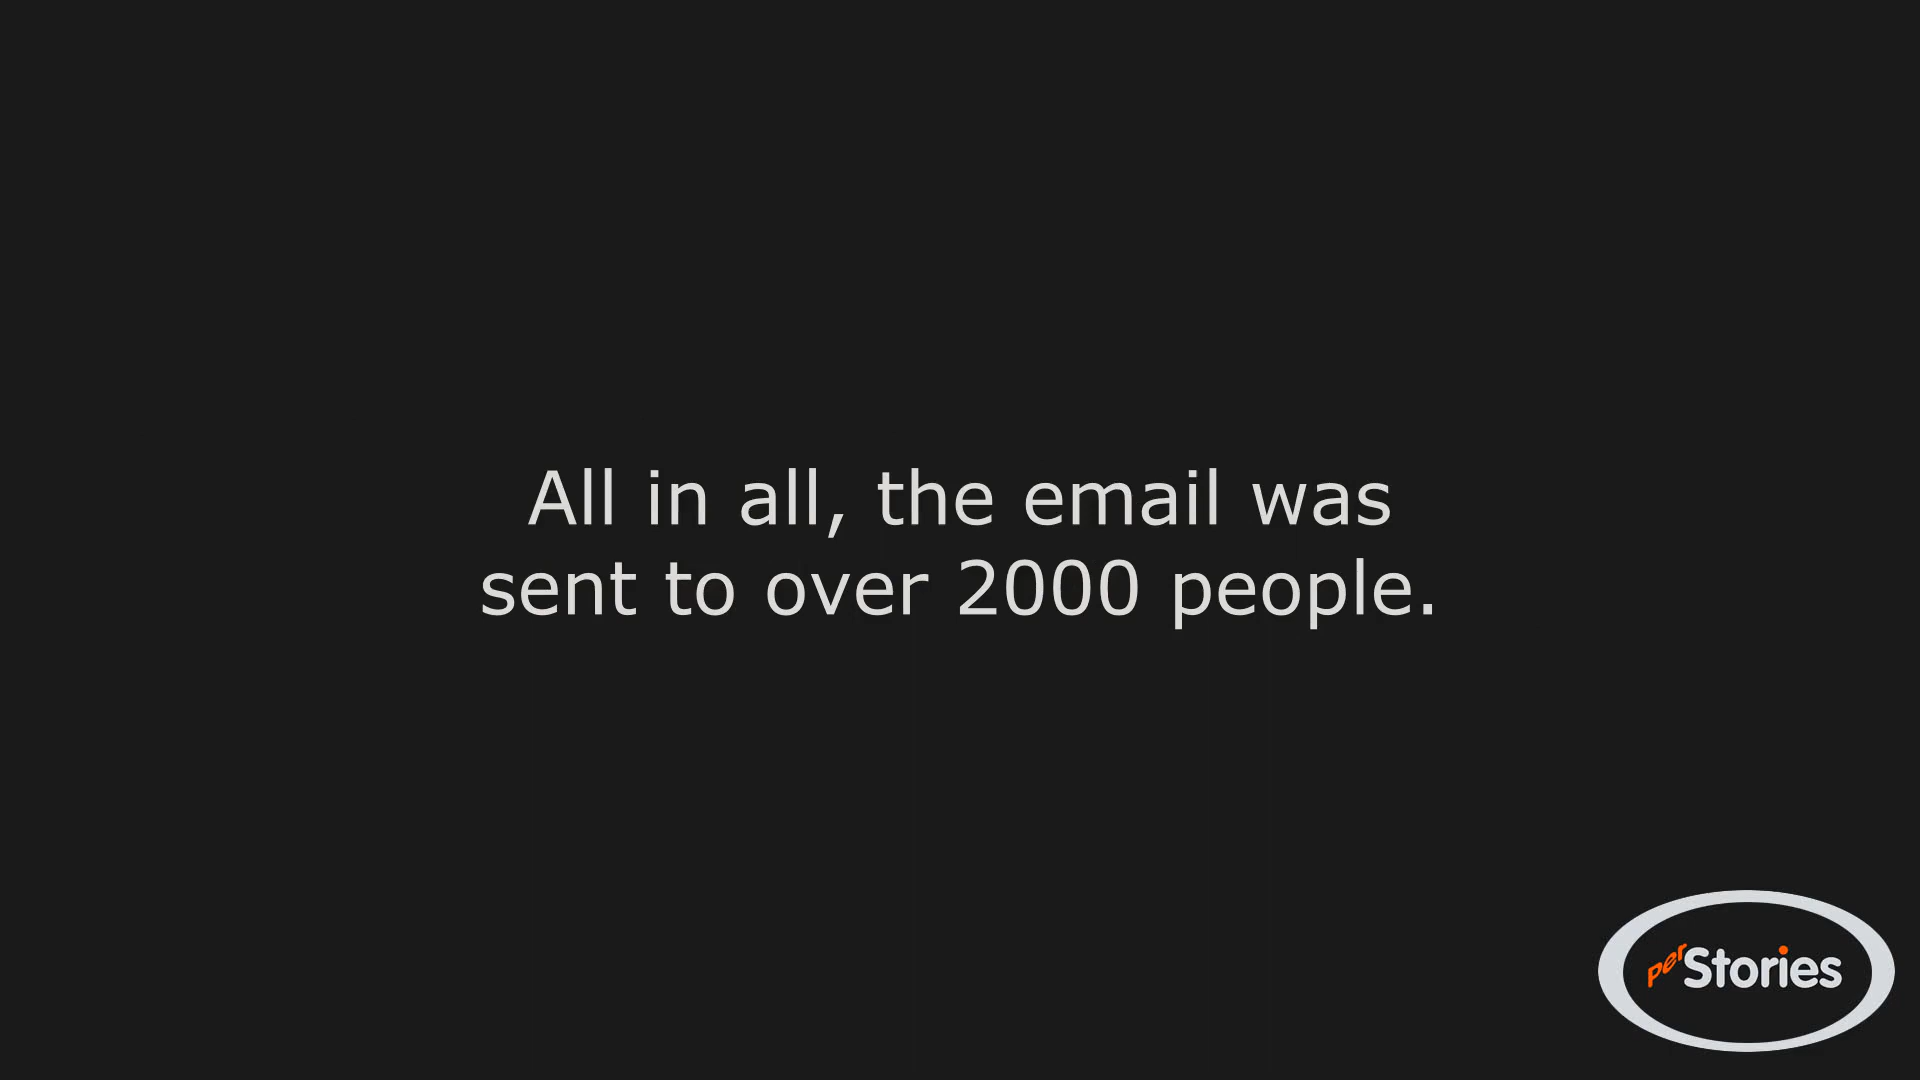 All in all, the email was
sent to over 2000 people.
perStories